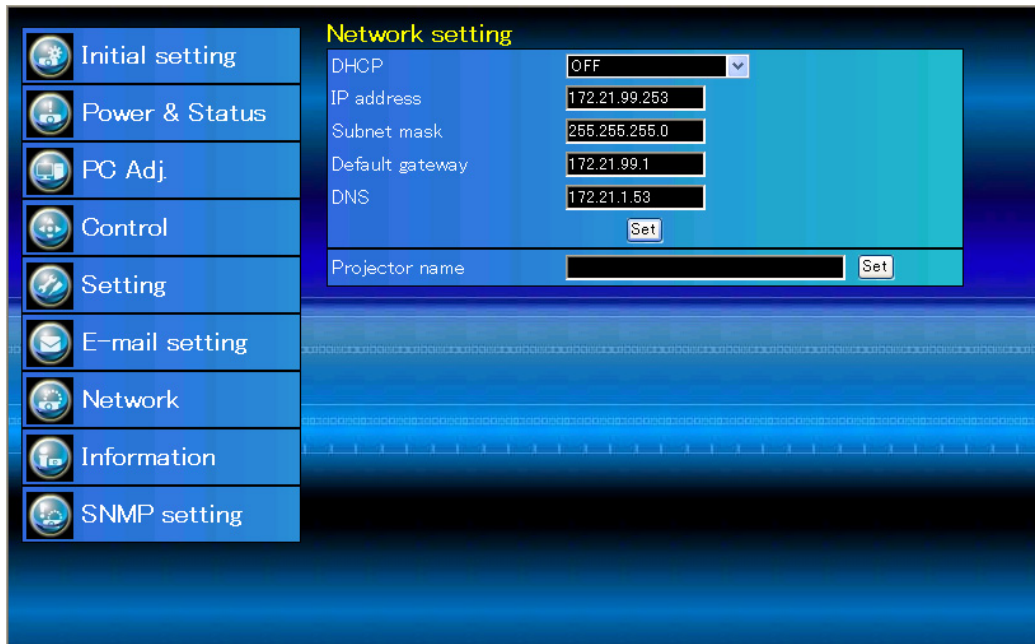 Initial setting
Power & Status
PC Adj.
Control
Setting
E-mail setting
Network
Information
SNMP setting
Network setting
DHCP OFF
IP address 172.21.99.253
Subnet mask 255.255.255.0
Default gateway 172.21.99.1
DNS 172.21.1.53
Set
Projector name Set